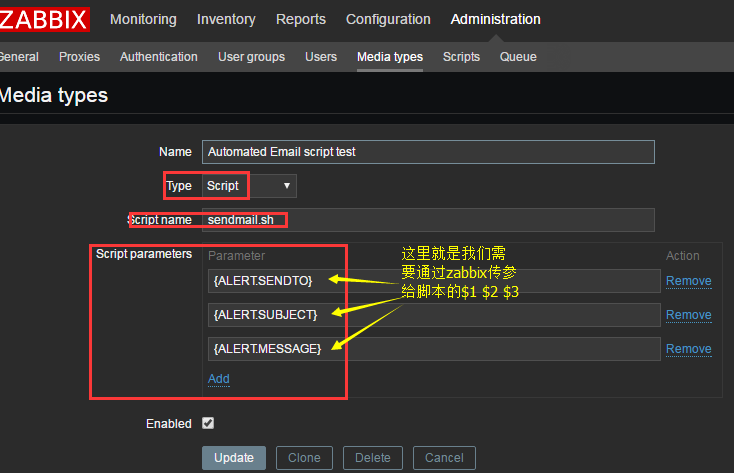 ZABBIX Monitoring Inventory Reports Configuration Administration
General Proxies Authentication User groups Users Media types Scripts Queue
Media types
Name Automated Email script test
Type Script
Script name sendmail.sh
Script parameters Parameter Action
{ALERT.SENDTO} Remove
{ALERT.SUBJECT} Remove
{ALERT.MESSAGE} Remove
Add
这里就是我们需
要通过zabbix传参
给脚本的$1 $2 $3
Enabled
Update Clone Delete Cancel